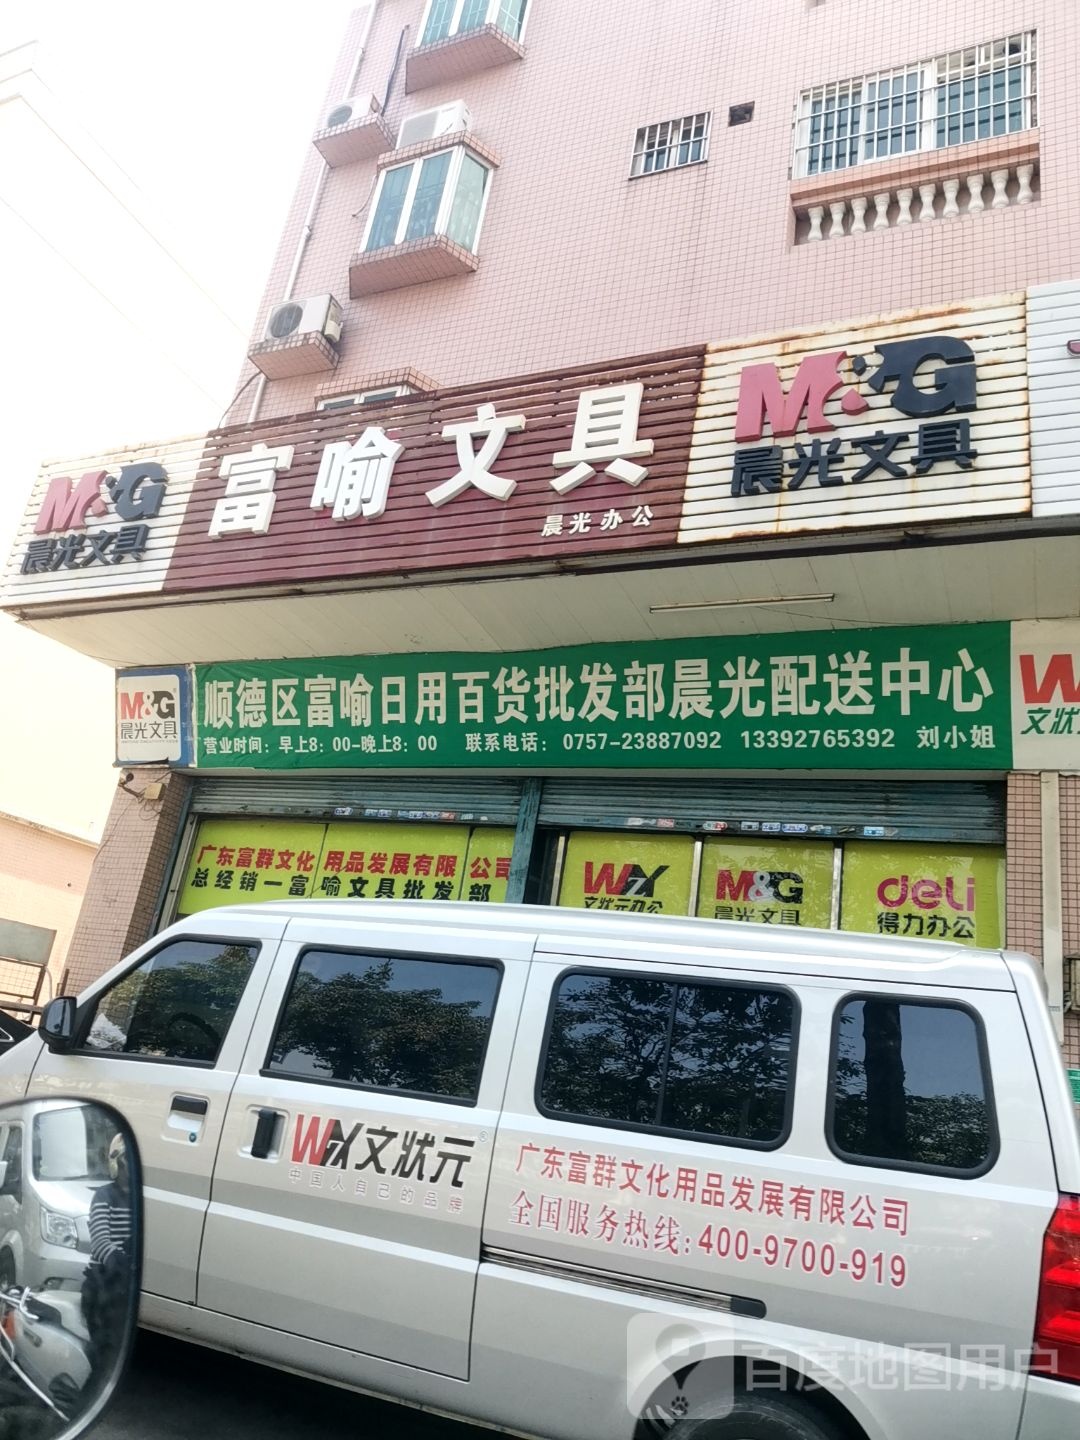 M&G
晨光文具
富喻文具
晨光办公
M&G
晨光文具
M&G
晨光文具
顺德区富喻日用百货批发部晨光配送中心
营业时间：早上8：00-晚上8：00 联系电话：0757-23887092 13392765392 刘小姐
广东富群文化用品发展有限公司
总经销一富喻文具批发部
WZX
文状元办公
M&G
晨光文具
deli
得力办公
文状元®
中国人自己的品牌
广东富群文化用品发展有限公司
全国服务热线：400-9700-919
百度地图用户